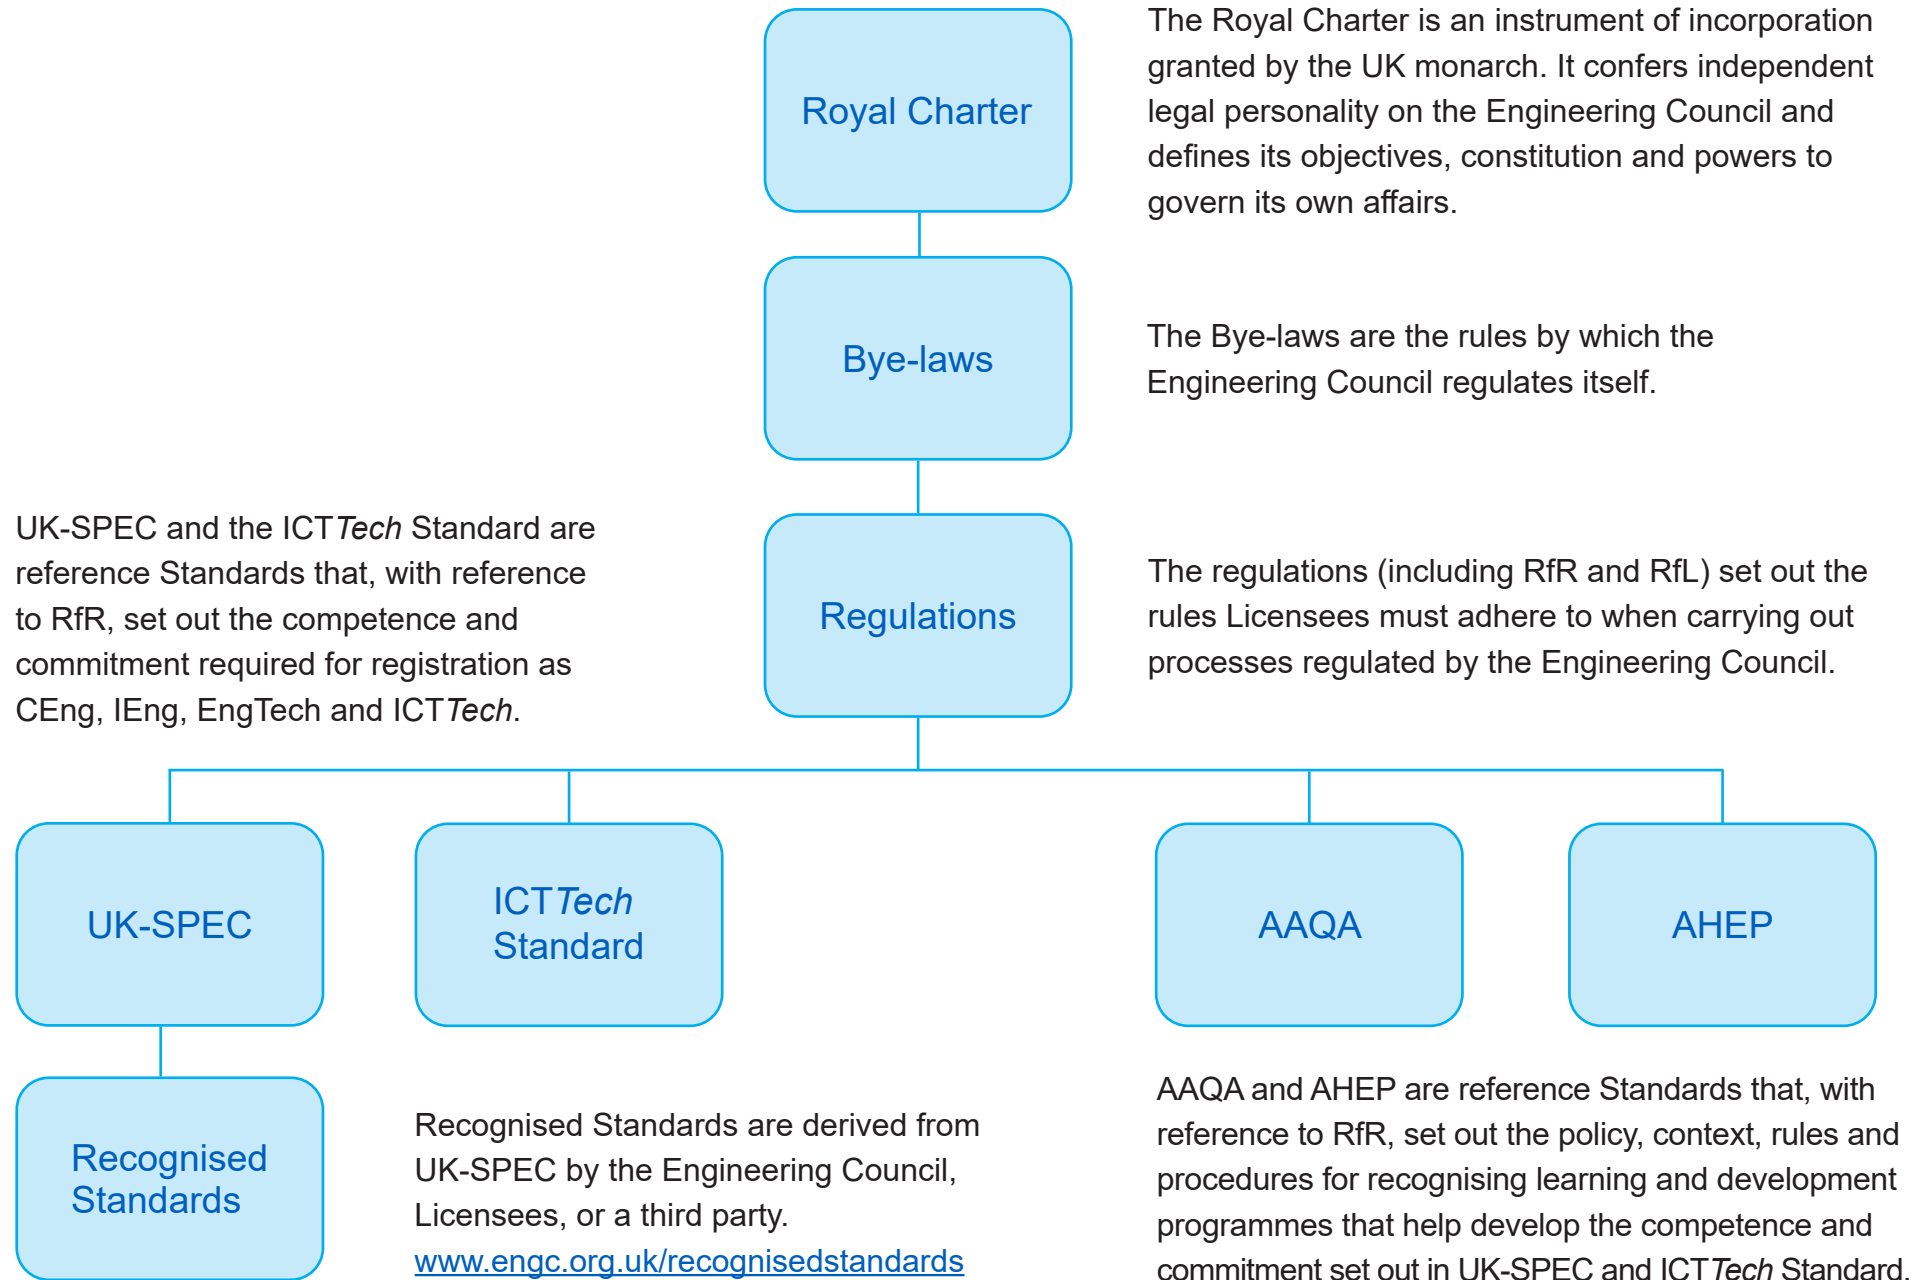 Royal Charter
The Royal Charter is an instrument of incorporation
granted by the UK monarch. It confers independent
legal personality on the Engineering Council and
defines its objectives, constitution and powers to
govern its own affairs.
Bye-laws
The Bye-laws are the rules by which the
Engineering Council regulates itself.
UK-SPEC and the ICTTech Standard are
reference Standards that, with reference
to RfR, set out the competence and
commitment required for registration as
CEng, IEng, EngTech and ICTTech.
Regulations
The regulations (including RfR and RfL) set out the
rules Licensees must adhere to when carrying out
processes regulated by the Engineering Council.
UK-SPEC
ICTTech
Standard
AAQA
AHEP
Recognised
Standards
Recognised Standards are derived from
UK-SPEC by the Engineering Council,
Licensees, or a third party.
www.engc.org.uk/recognisedstandards
AAQA and AHEP are reference Standards that, with
reference to RfR, set out the policy, context, rules and
procedures for recognising learning and development
programmes that help develop the competence and
commitment set out in UK-SPEC and ICTTech Standard.